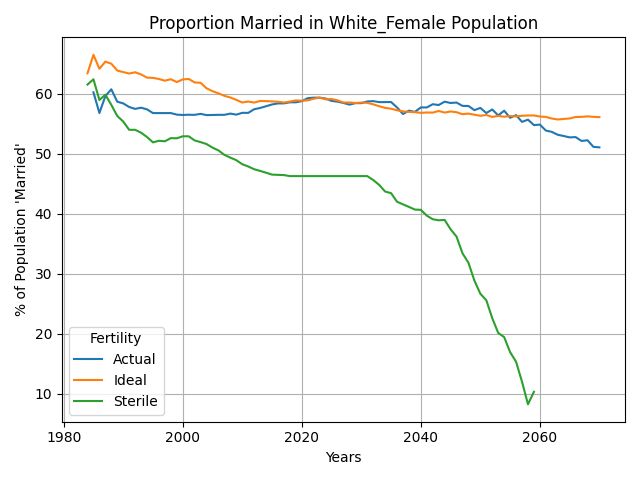 Proportion Married in White_Female Population
% of Population 'Married'
60
50
40
30
20
10
Fertility
Actual
Ideal
Sterile
1980
2000
2020
2040
2060
Years